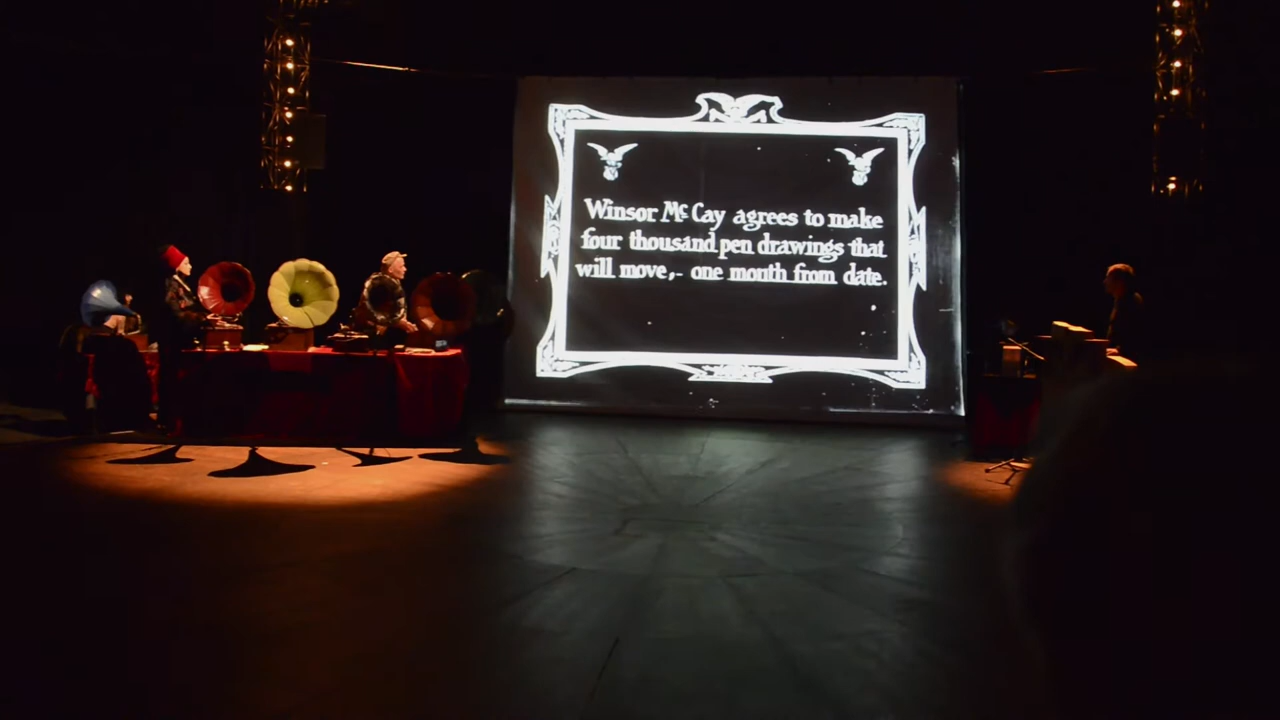 Winsor McCay agrees to make
four thousand pen drawings that
will move,- one month from date.